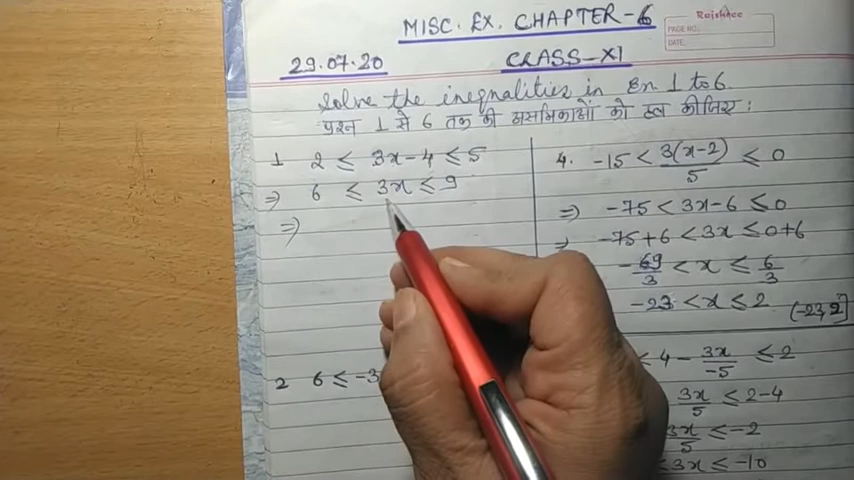 MISC. EX. CHAPTER-6
Rajshree
PAGE NO.
DATE
29.07.20
CLASS-XI
Solve the inequalities in Ex. 1 to 6.
प्रश्न 1 से 6 तक की असमिकाओं को हल कीजिए:
1 2 ≤ 3x-4 ≤ 5
⇒ 6 ≤ 3x ≤ 9
⇒
2 6 ≤ -3
4. -15 < 3(x-2)/5 ≤ 0
⇒ -75 < 3x-6 ≤ 0
⇒ -75+6 < 3x ≤ 0+6
-69/3 < x ≤ 6/3
-23 < x ≤ 2 (-23,2]
≤ 4 - 3x/-5 ≤ 2
3x/5 ≤ 2-4
3x/5 ≤ -2
≤ 3x ≤ -10